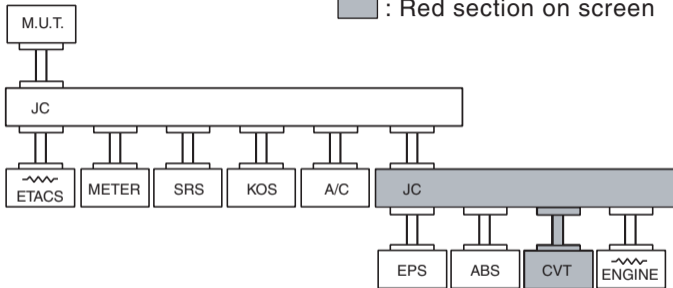 : Red section on screen
M.U.T.
JC
ETACS
METER
SRS
KOS
A/C
JC
EPS
ABS
CVT
ENGINE